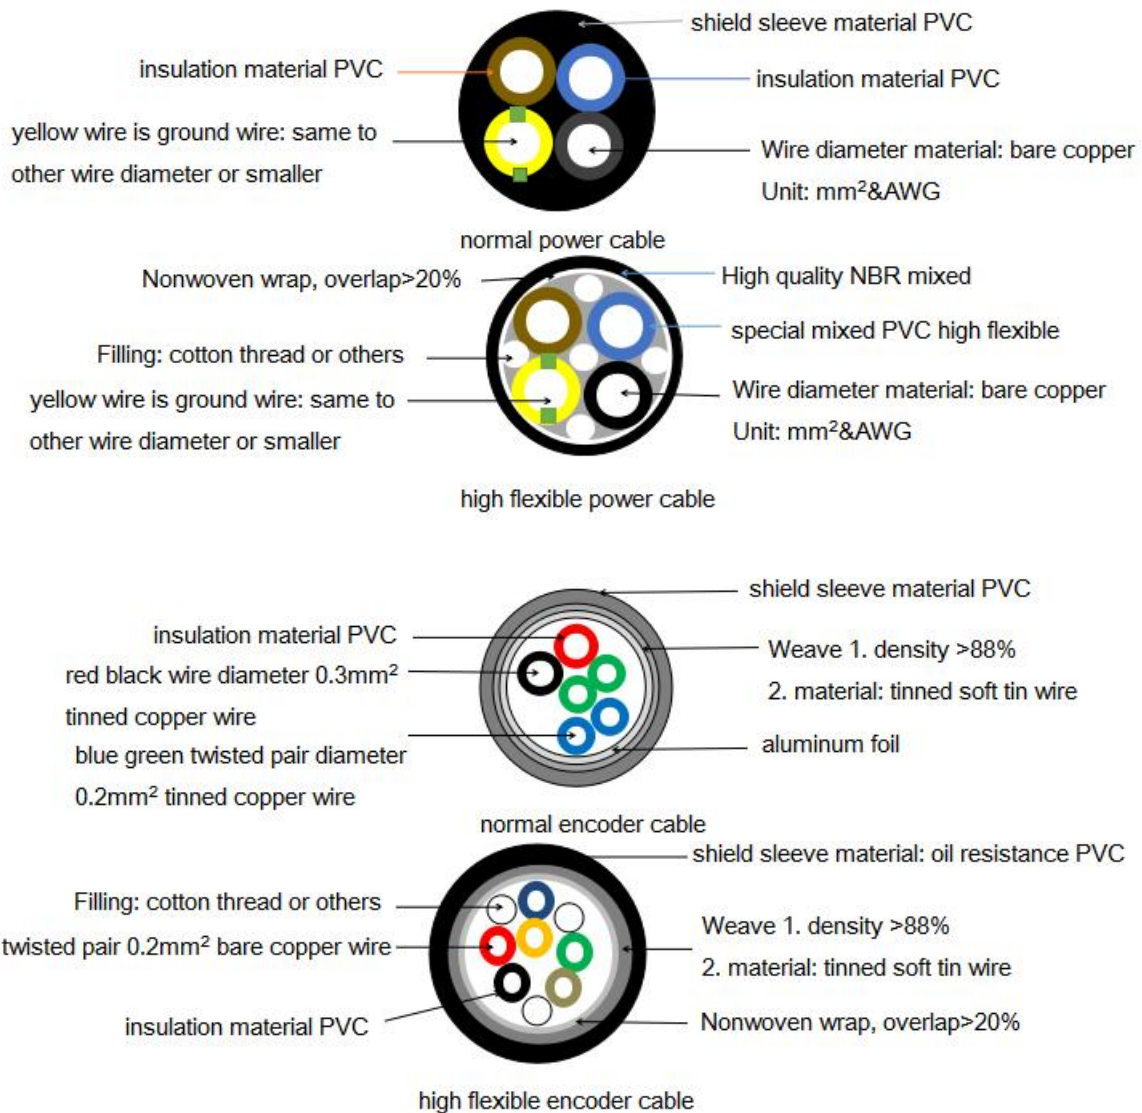 shield sleeve material PVC
insulation material PVC
insulation material PVC
yellow wire is ground wire: same to
other wire diameter or smaller
Wire diameter material: bare copper
Unit: mm²&AWG
normal power cable
Nonwoven wrap, overlap>20%
High quality NBR mixed
special mixed PVC high flexible
Filling: cotton thread or others
yellow wire is ground wire: same to
other wire diameter or smaller
Wire diameter material: bare copper
Unit: mm²&AWG
high flexible power cable
shield sleeve material PVC
insulation material PVC
red black wire diameter 0.3mm²
tinned copper wire
blue green twisted pair diameter
0.2mm² tinned copper wire
Weave 1. density >88%
2. material: tinned soft tin wire
aluminum foil
normal encoder cable
shield sleeve material: oil resistance PVC
Filling: cotton thread or others
twisted pair 0.2mm² bare copper wire
insulation material PVC
Weave 1. density >88%
2. material: tinned soft tin wire
Nonwoven wrap, overlap>20%
high flexible encoder cable